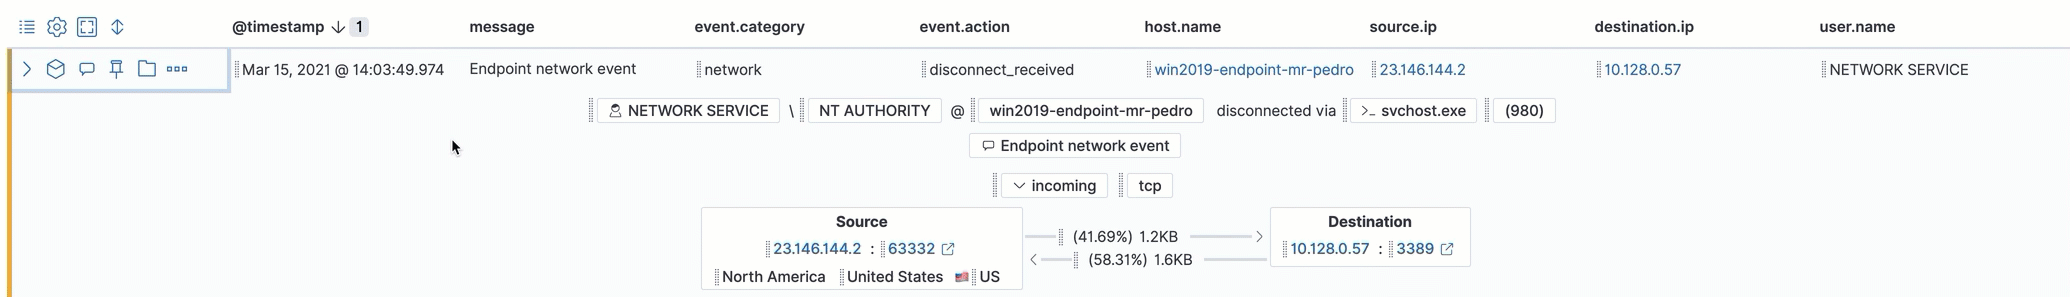 @timestamp 1 message event.category event.action host.name source.ip destination.ip user.name
Mar 15, 2021 @ 14:03:49.974 Endpoint network event network disconnect_received win2019-endpoint-mr-pedro 23.146.144.2 10.128.0.57 NETWORK SERVICE
NETWORK SERVICE \ NT AUTHORITY @ win2019-endpoint-mr-pedro disconnected via >_ svchost.exe (980)
Endpoint network event
incoming tcp
Source Destination
(41.69%) 1.2KB
23.146.144.2 : 63332 10.128.0.57 : 3389
(58.31%) 1.6KB
North America United States 🇺🇸 US